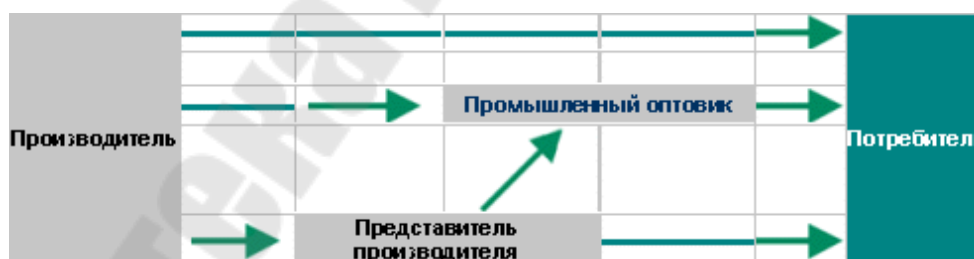 Промышленный оптовик
Производитель
Потребител
Представитель
производителя